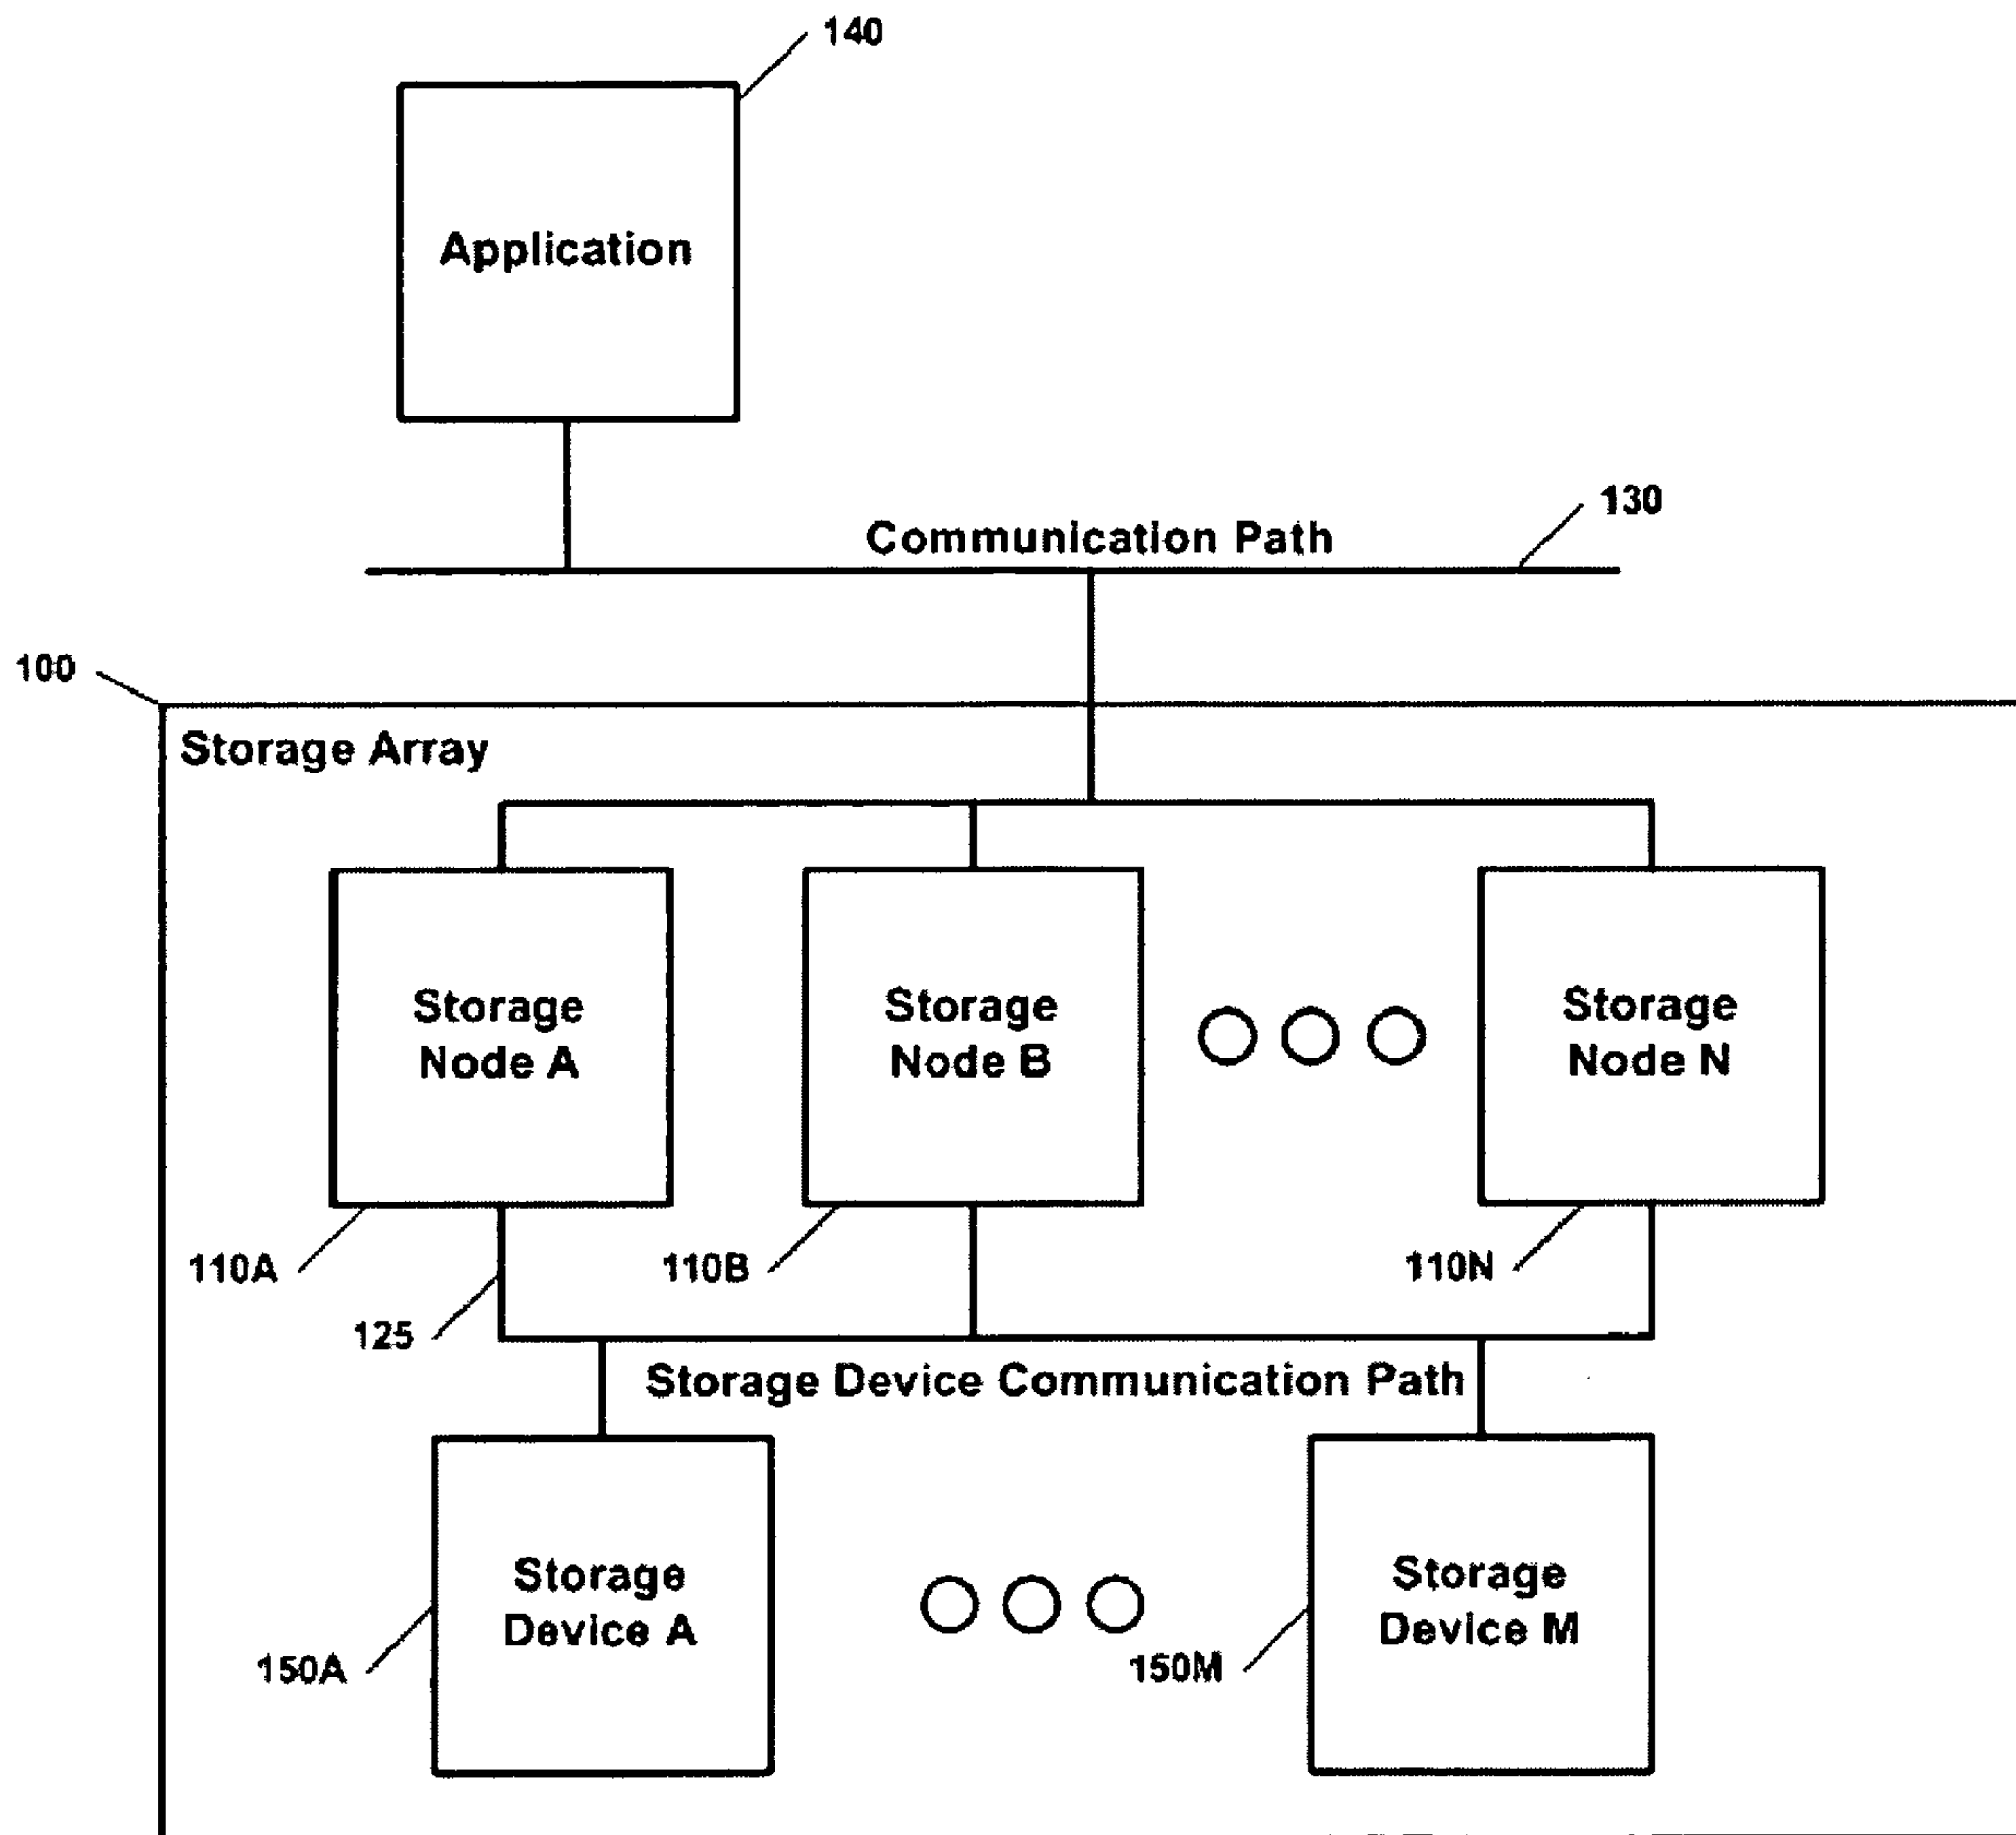 140
Application
130
Communication Path
100
Storage Array
Storage
Node A
Storage
Node B
Storage
Node N
110A
110B
110N
125
Storage Device Communication Path
Storage
Device A
Storage
Device M
150A
150M